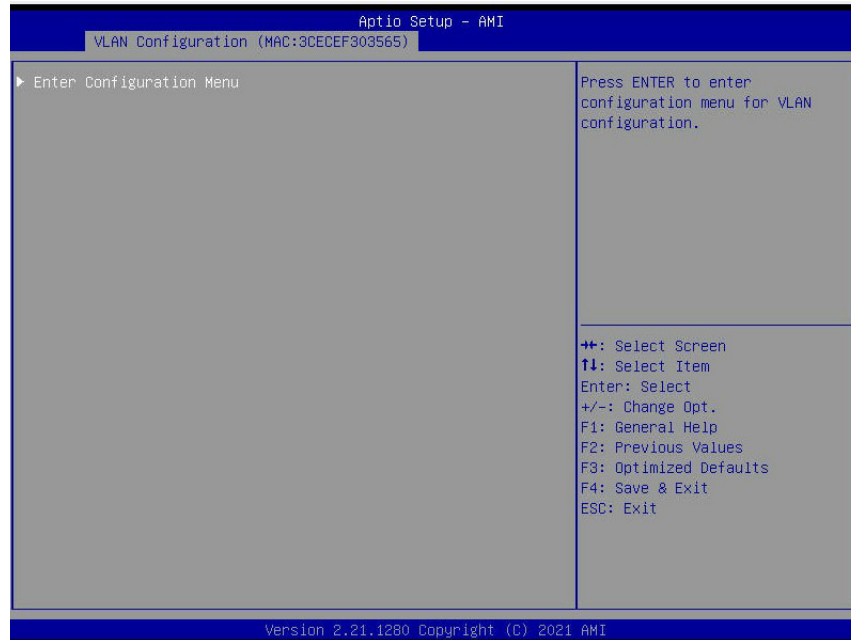 Aptio Setup – AMI
VLAN Configuration (MAC:3CECEF303565)
▶ Enter Configuration Menu
Press ENTER to enter
configuration menu for VLAN
configuration.
→←: Select Screen
↑↓: Select Item
Enter: Select
+/-: Change Opt.
F1: General Help
F2: Previous Values
F3: Optimized Defaults
F4: Save & Exit
ESC: Exit
Version 2.21.1280 Copyright (C) 2021 AMI